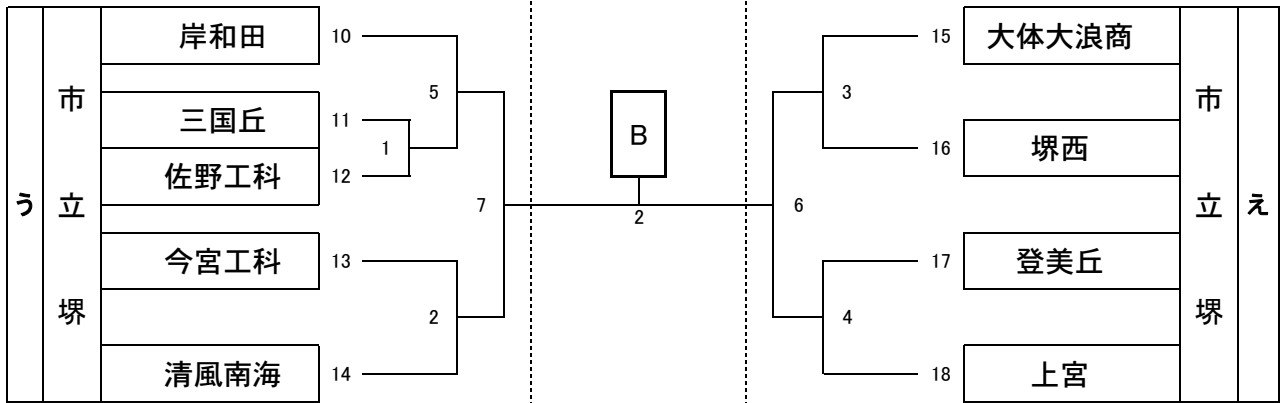 う
市立堺
岸和田 10
三国丘 11
佐野工科 12
今宮工科 13
清風南海 14
5
1
7
2
B
2
3
6
4
15 大体大浪商
16 堺西
17 登美丘
18 上宮
市立堺
え